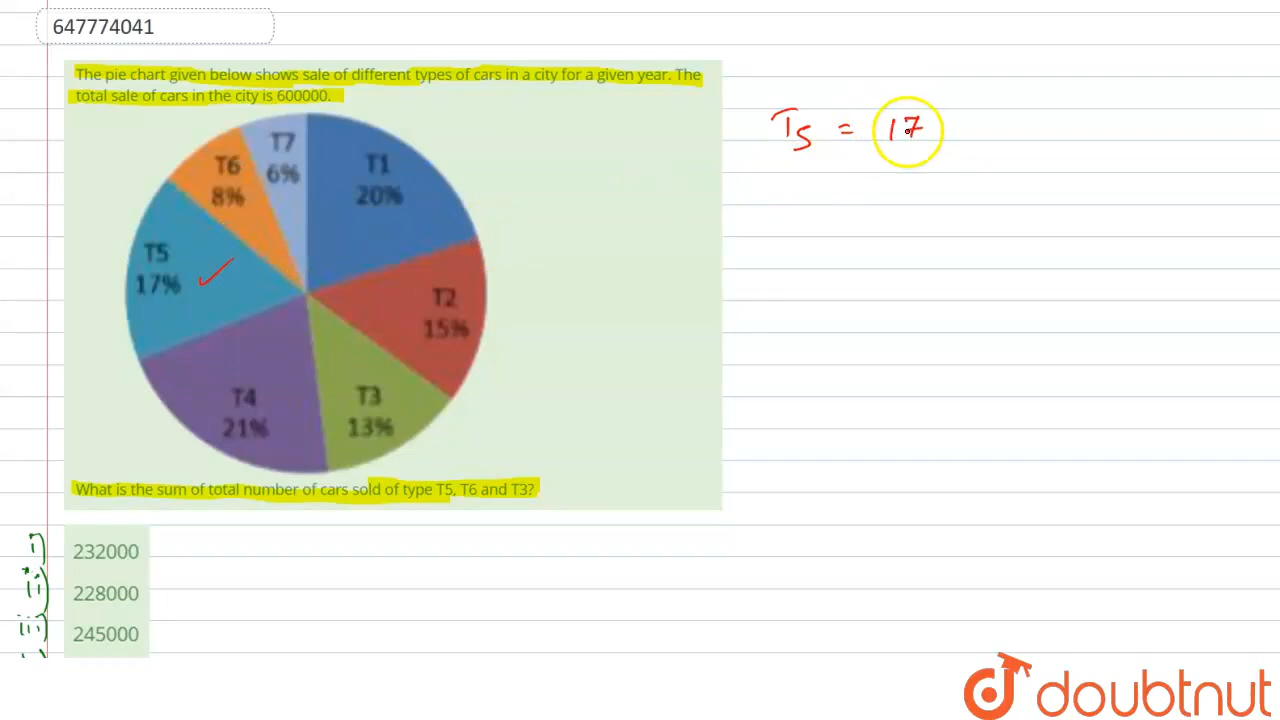 647774041
The pie chart given below shows sale of different types of cars in a city for a given year. The
total sale of cars in the city is 600000.
T7
6%
T1
20%
T6
8%
T5
17%
T2
15%
T4
21%
T3
13%
T5 = 17
What is the sum of total number of cars sold of type T5, T6 and T3?
i) 232000
ii) 228000
iii) 245000
doubtnut